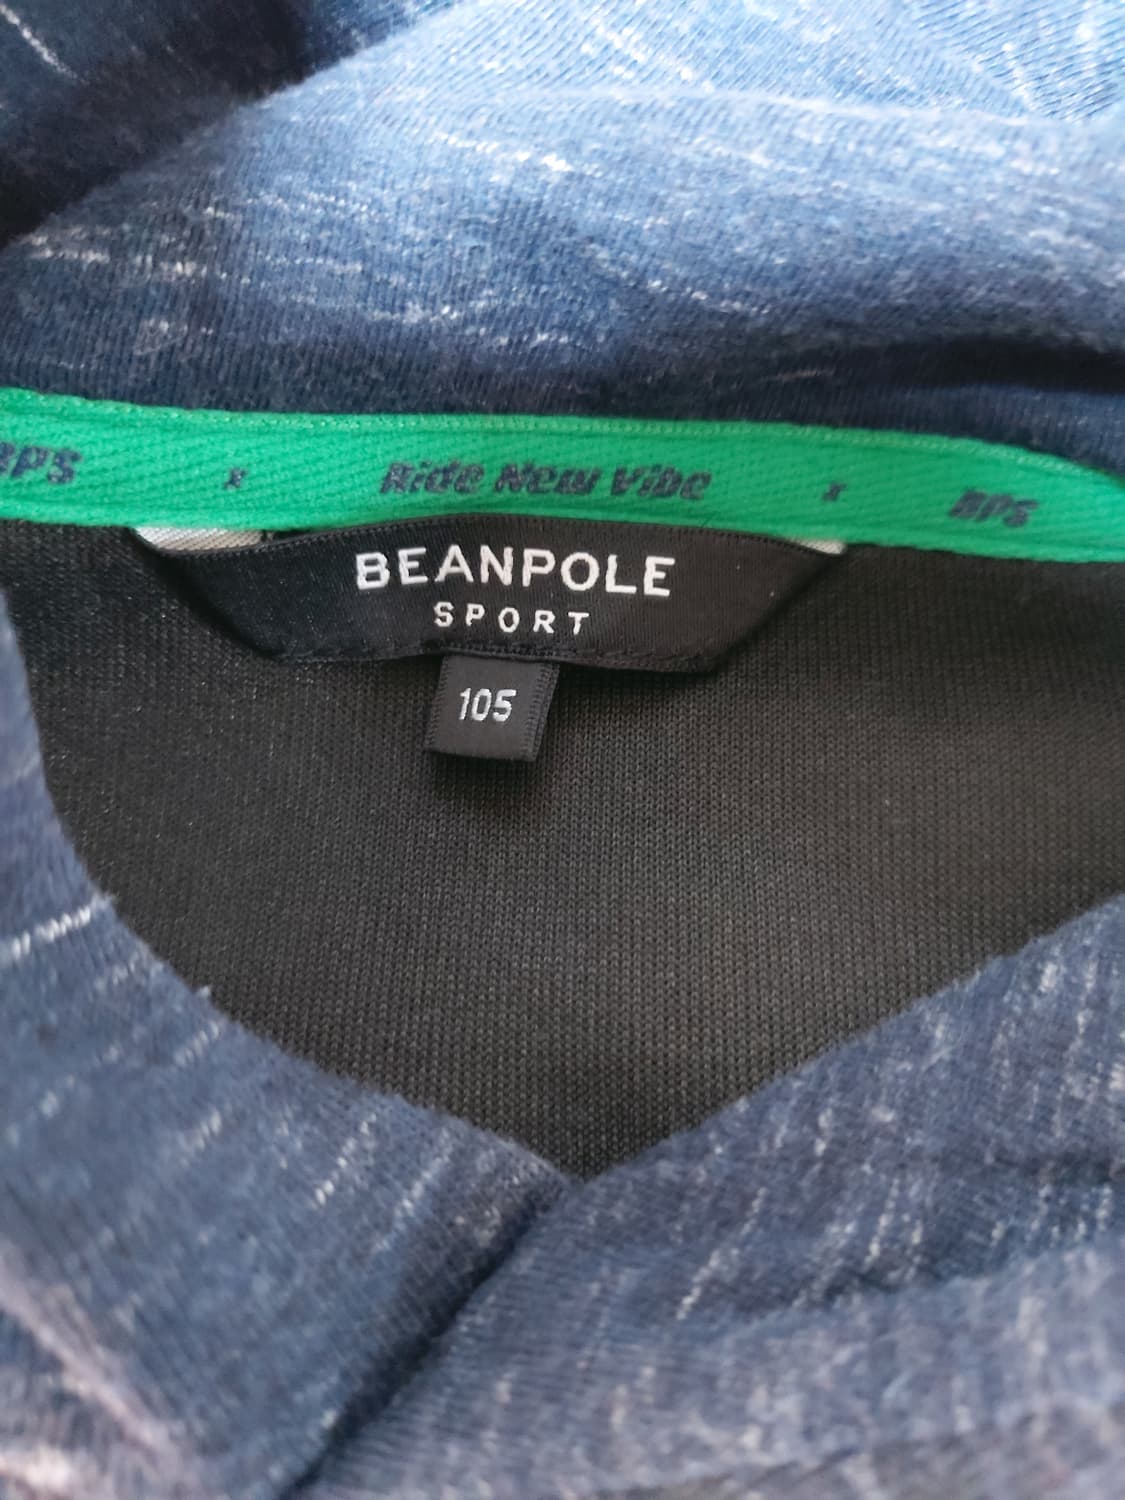 BPS x Ride New Vibe x BPS
BEANPOLE
SPORT
105